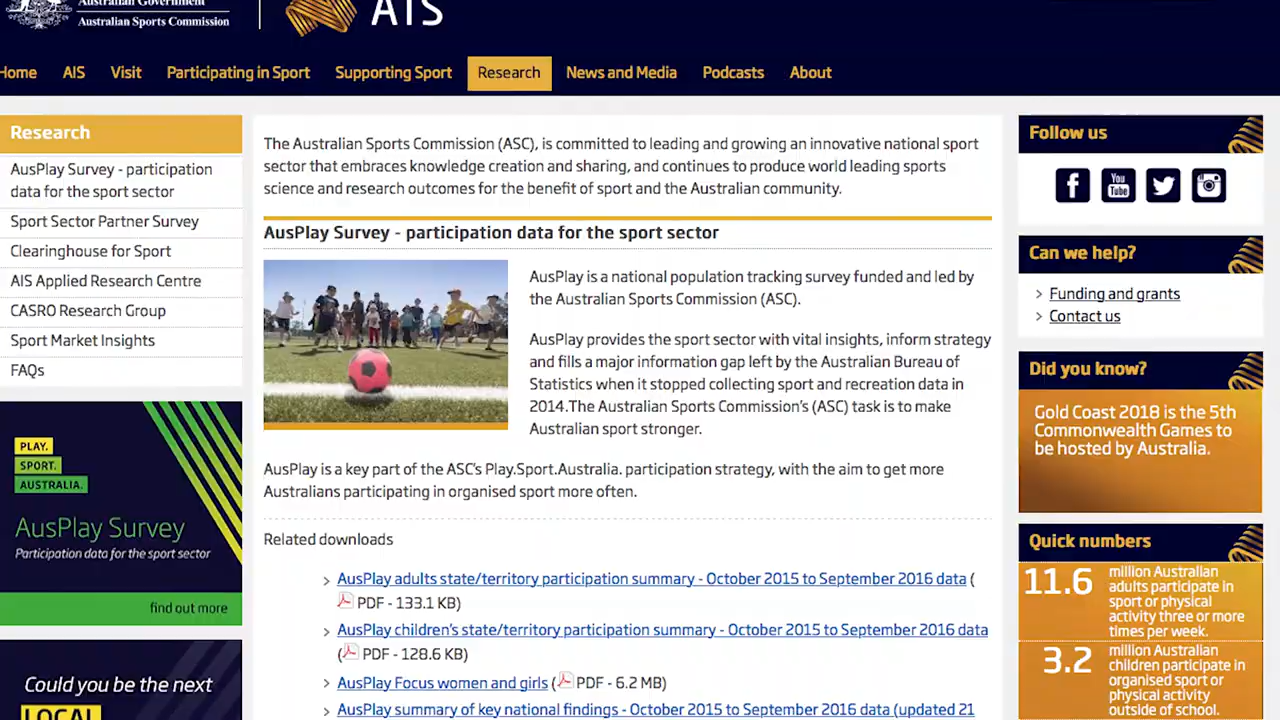 Australian Government
Australian Sports Commission
AIS
Home
AIS
Visit
Participating in Sport
Supporting Sport
Research
News and Media
Podcasts
About
Research
AusPlay Survey - participation
data for the sport sector
Sport Sector Partner Survey
Clearinghouse for Sport
AIS Applied Research Centre
CASRO Research Group
Sport Market Insights
FAQs
PLAY.
SPORT.
AUSTRALIA.
AusPlay Survey
Participation data for the sport sector
find out more
Could you be the next
LOCAL
The Australian Sports Commission (ASC), is committed to leading and growing an innovative national sport
sector that embraces knowledge creation and sharing, and continues to produce world leading sports
science and research outcomes for the benefit of sport and the Australian community.
AusPlay Survey - participation data for the sport sector
AusPlay is a national population tracking survey funded and led by
the Australian Sports Commission (ASC).
AusPlay provides the sport sector with vital insights, inform strategy
and fills a major information gap left by the Australian Bureau of
Statistics when it stopped collecting sport and recreation data in
2014.The Australian Sports Commission's (ASC) task is to make
Australian sport stronger.
AusPlay is a key part of the ASC's Play.Sport.Australia. participation strategy, with the aim to get more
Australians participating in organised sport more often.
Related downloads
> AusPlay adults state/territory participation summary - October 2015 to September 2016 data (
PDF - 133.1 KB)
> AusPlay children's state/territory participation summary - October 2015 to September 2016 data
(PDF - 128.6 KB)
> AusPlay Focus women and girls (PDF - 6.2 MB)
> AusPlay summary of key national findings - October 2015 to September 2016 data (updated 21
Follow us
f
You
Tube
Can we help?
> Funding and grants
> Contact us
Did you know?
Gold Coast 2018 is the 5th
Commonwealth Games to
be hosted by Australia.
Quick numbers
11.6 million Australian
adults participate in
sport or physical
activity three or more
times per week.
3.2 million Australian
children participate in
organised sport or
physical activity
outside of school.